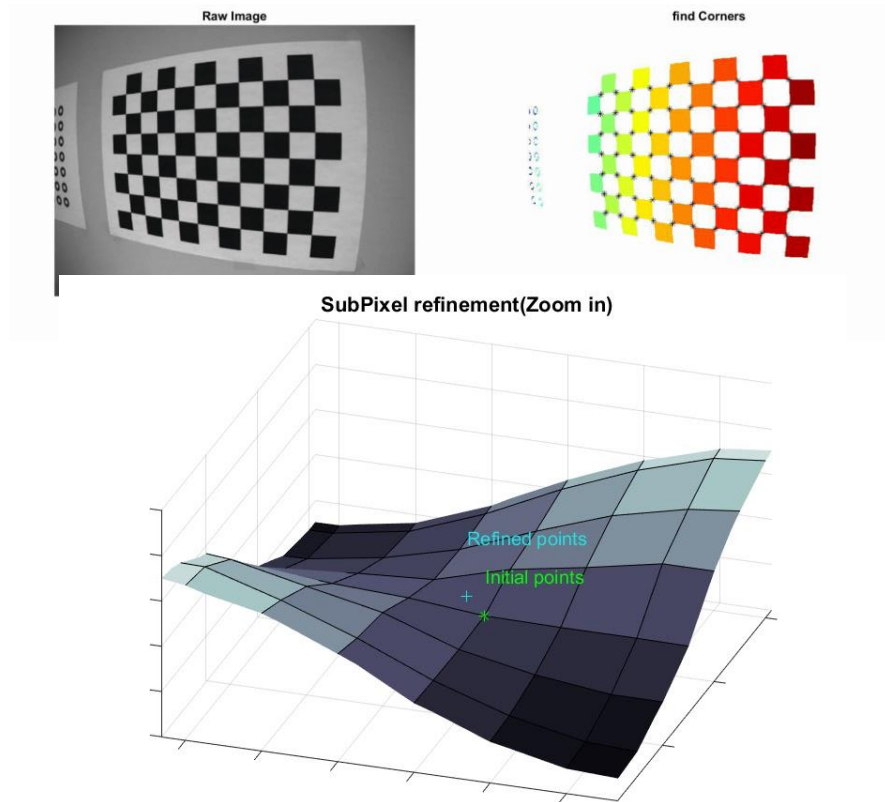 Raw Image
find Corners
SubPixel refinement(Zoom in)
Refined points
Initial points